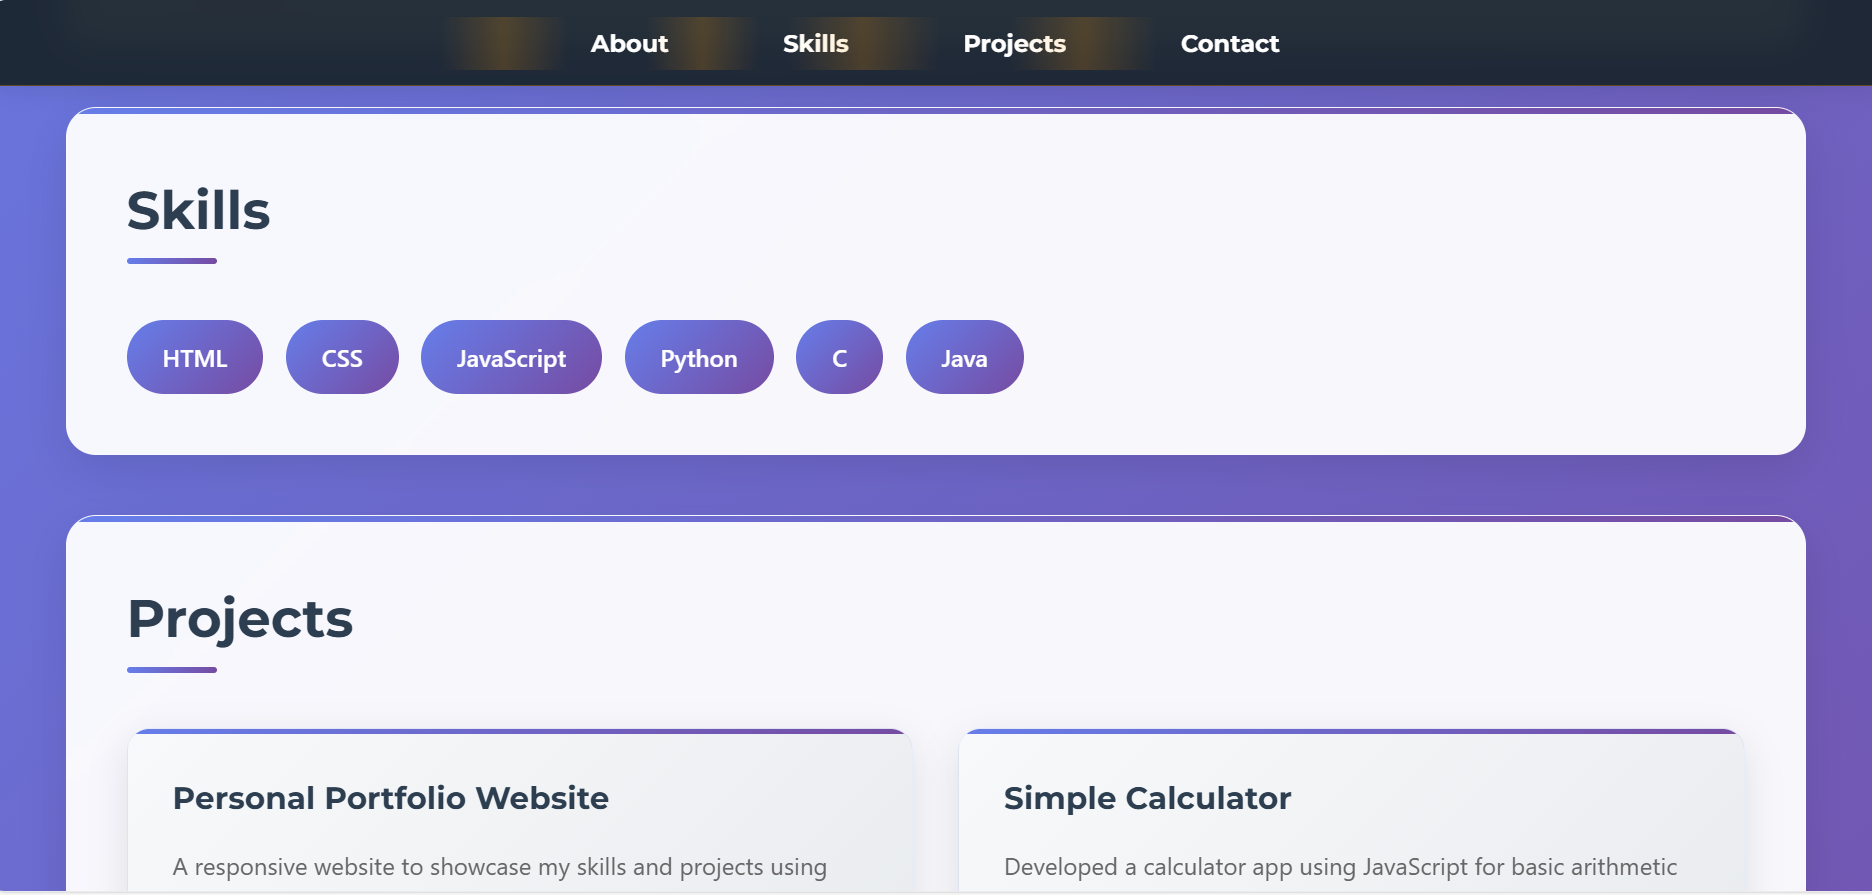 About Skills Projects Contact
Skills
HTML CSS JavaScript Python C Java
Projects
Personal Portfolio Website
A responsive website to showcase my skills and projects using
Simple Calculator
Developed a calculator app using JavaScript for basic arithmetic